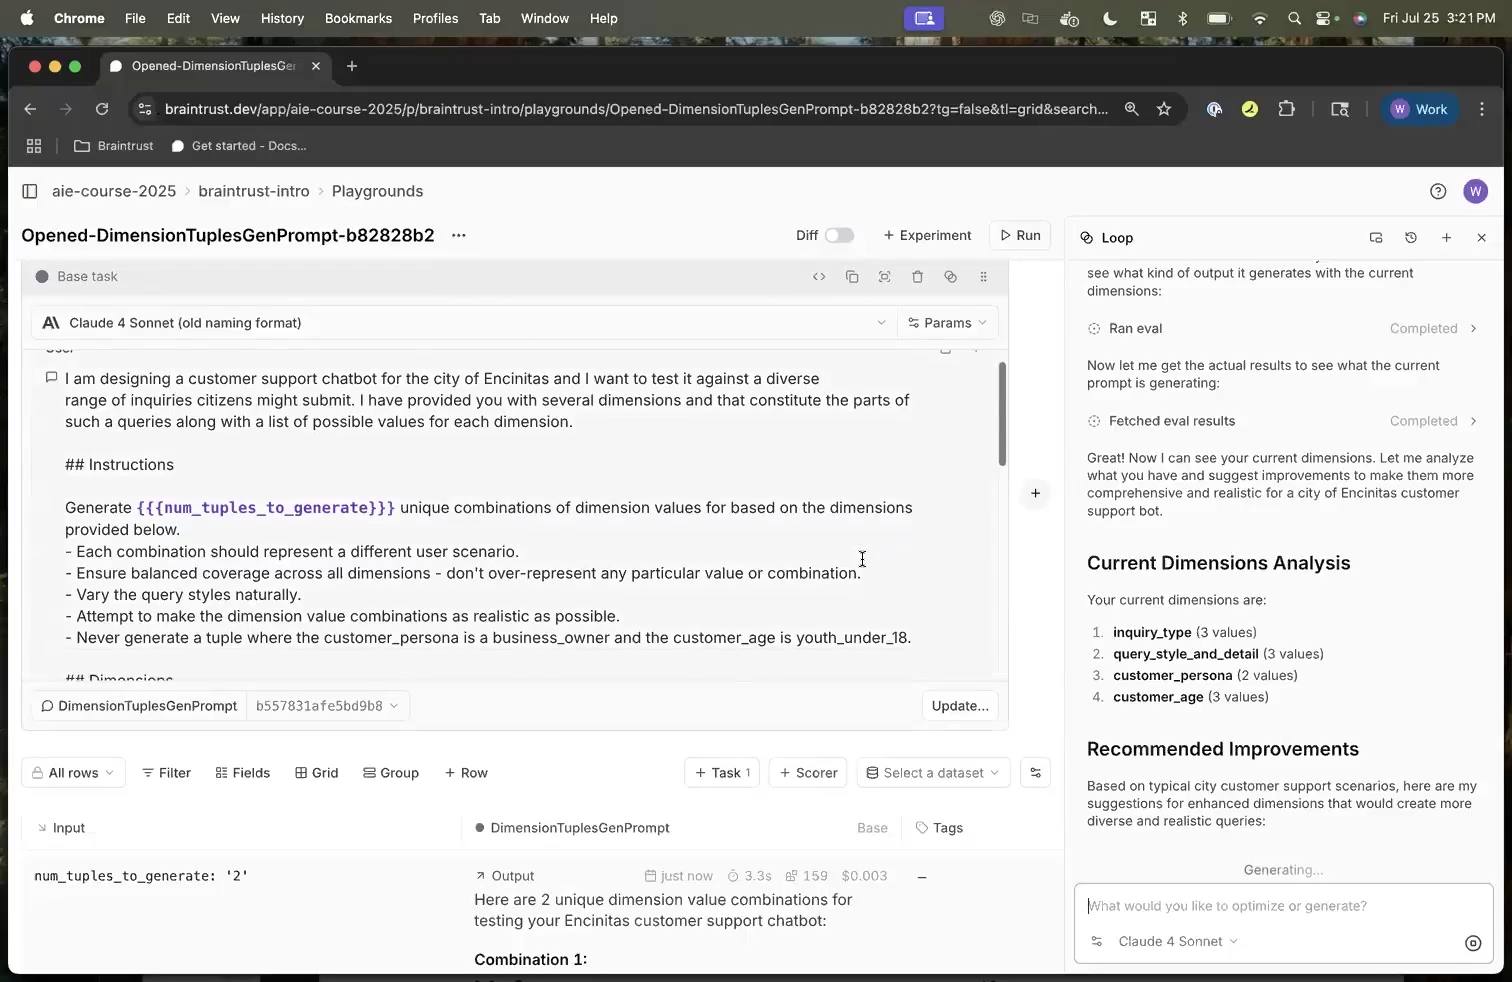 Chrome File Edit View History Bookmarks Profiles Tab Window Help Fri Jul 25 3:21 PM
Opened-DimensionTuplesGe
braintrust.dev/app/aie-course-2025/p/braintrust-intro/playgrounds/Opened-DimensionTuplesGenPrompt-b82828b2?tg=false&tl=grid&search... W Work
Braintrust Get started - Docs...
aie-course-2025 > braintrust-intro > Playgrounds W
Opened-DimensionTuplesGenPrompt-b82828b2 ... Diff + Experiment Run
Base task
Claude 4 Sonnet (old naming format) Params
User
I am designing a customer support chatbot for the city of Encinitas and I want to test it against a diverse
range of inquiries citizens might submit. I have provided you with several dimensions and that constitute the parts of
such a queries along with a list of possible values for each dimension.
## Instructions
Generate {{{num_tuples_to_generate}}} unique combinations of dimension values for based on the dimensions
provided below.
- Each combination should represent a different user scenario.
- Ensure balanced coverage across all dimensions - don't over-represent any particular value or combination.
- Vary the query styles naturally.
- Attempt to make the dimension value combinations as realistic as possible.
- Never generate a tuple where the customer_persona is a business_owner and the customer_age is youth_under_18.
## Dimensions
DimensionTuplesGenPrompt b557831afe5bd9b8 Update...
All rows Filter Fields Grid Group + Row + Task 1 + Scorer Select a dataset
Input DimensionTuplesGenPrompt Base Tags
num_tuples_to_generate: '2' Output just now 3.3s 159 $0.003 –
Here are 2 unique dimension value combinations for
testing your Encinitas customer support chatbot:
Combination 1:
Loop
see what kind of output it generates with the current
dimensions:
Ran eval Completed >
Now let me get the actual results to see what the current
prompt is generating:
Fetched eval results Completed >
Great! Now I can see your current dimensions. Let me analyze
what you have and suggest improvements to make them more
comprehensive and realistic for a city of Encinitas customer
support bot.
Current Dimensions Analysis
Your current dimensions are:
1. inquiry_type (3 values)
2. query_style_and_detail (3 values)
3. customer_persona (2 values)
4. customer_age (3 values)
Recommended Improvements
Based on typical city customer support scenarios, here are my
suggestions for enhanced dimensions that would create more
diverse and realistic queries:
Generating...
What would you like to optimize or generate?
Claude 4 Sonnet